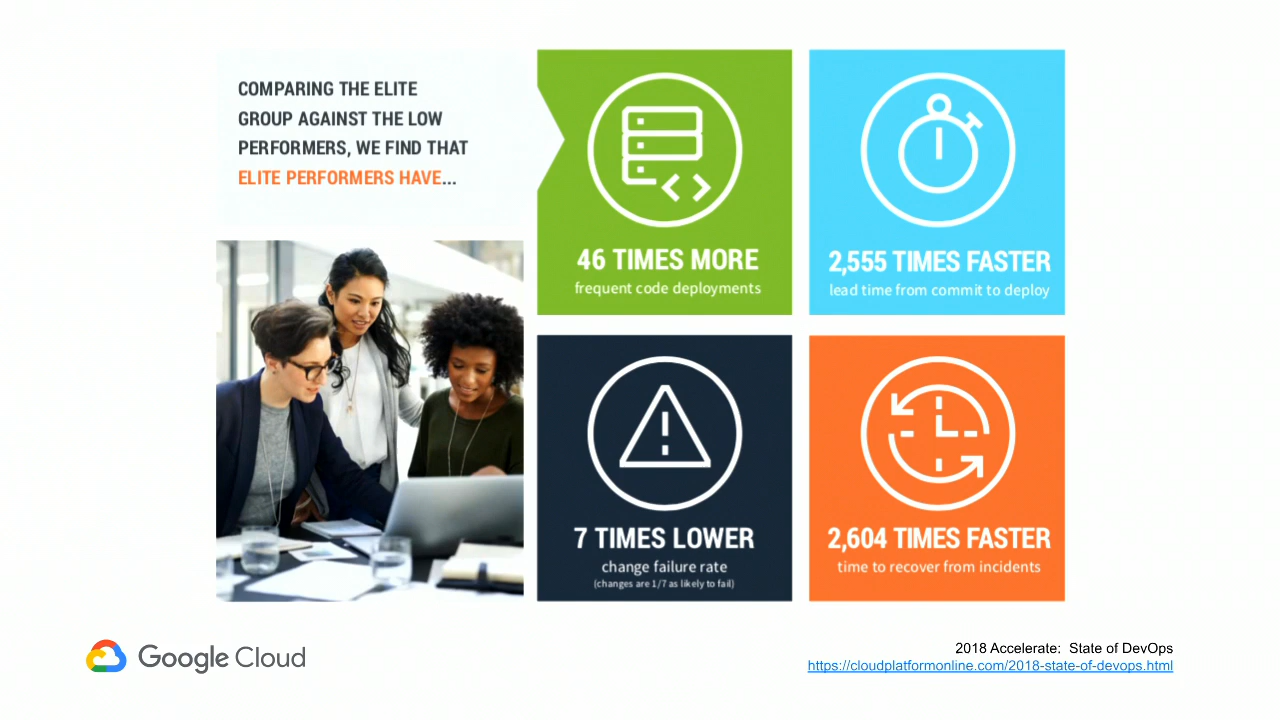 COMPARING THE ELITE
GROUP AGAINST THE LOW
PERFORMERS, WE FIND THAT
ELITE PERFORMERS HAVE...
46 TIMES MORE
frequent code deployments
2,555 TIMES FASTER
lead time from commit to deploy
7 TIMES LOWER
change failure rate
(changes are 1/7 as likely to fail)
2,604 TIMES FASTER
time to recover from incidents
Google Cloud
2018 Accelerate: State of DevOps
https://cloudplatformonline.com/2018-state-of-devops.html